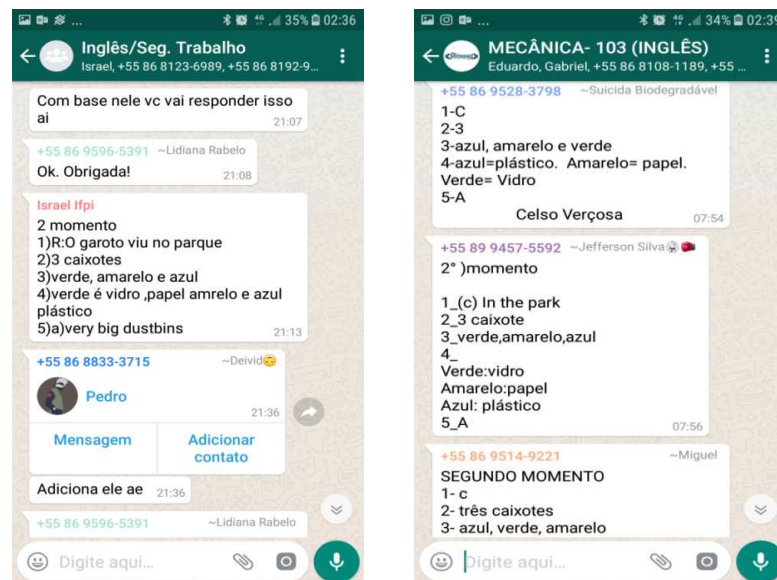 35% 02:36
Inglês/Seg. Trabalho
Israel, +55 86 8123-6989, +55 86 8192-9...
Com base nele vc vai responder isso
ai
21:07
+55 86 9596-5391 ~Lidiana Rabelo
Ok. Obrigada!
21:08
Israel Ifpi
2 momento
1)R:O garoto viu no parque
2)3 caixotes
3)verde, amarelo e azul
4)verde é vidro ,papel amrelo e azul
plástico
5)a)very big dustbins
21:13
+55 86 8833-3715 ~Deivid
Pedro
21:36
Mensagem
Adicionar
contato
Adiciona ele ae 21:36
+55 86 9596-5391 ~Lidiana Rabelo
Digite aqui...
34% 02:39
MECÂNICA- 103 (INGLÊS)
Eduardo, Gabriel, +55 86 8108-1189, +55 ...
+55 86 9528-3798 ~Suicida Biodegradável
1-C
2-3
3-azul, amarelo e verde
4-azul=plástico. Amarelo= papel.
Verde= Vidro
5-A
Celso Verçosa
07:54
+55 89 9457-5592 ~Jefferson Silva
2° )momento
1_(c) In the park
2_3 caixote
3_verde,amarelo,azul
4_
Verde:vidro
Amarelo:papel
Azul: plástico
5_A
07:56
+55 86 9514-9221 ~Miguel
SEGUNDO MOMENTO
1- c
2- três caixotes
3- azul, verde, amarelo
Digite aqui...